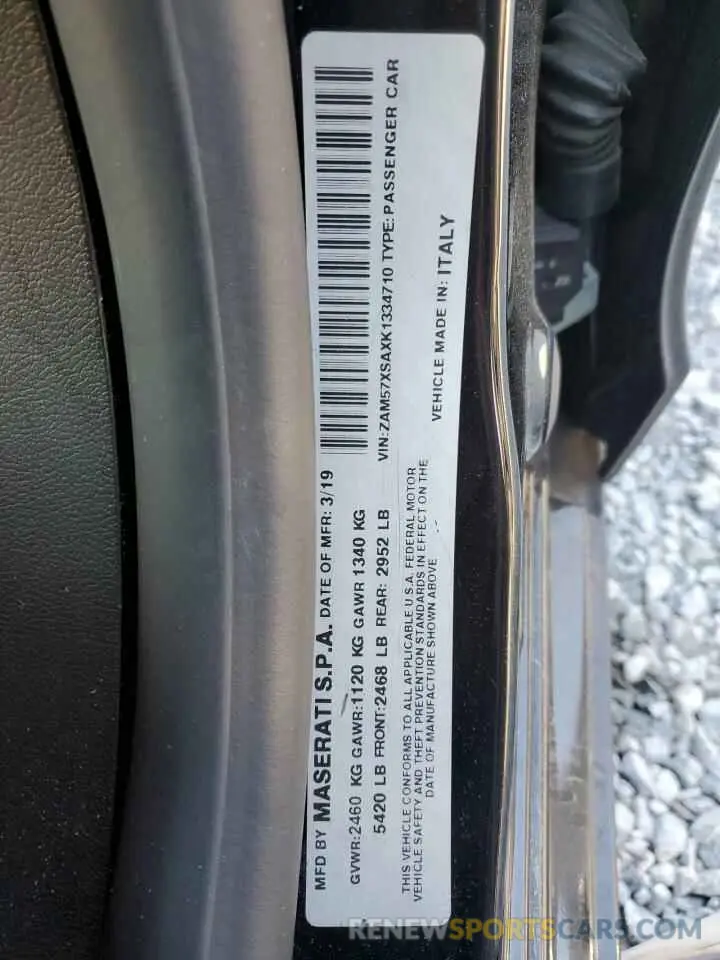 MFD BY MASERATI S.P.A. DATE OF MFR: 3/19
GVWR:2460 KG GAWR:1120 KG GAWR 1340 KG
5420 LB FRONT:2468 LB REAR: 2952 LB
VIN:ZAM57XSAXK1334710 TYPE:PASSENGER CAR
THIS VEHICLE CONFORMS TO ALL APPLICABLE U.S.A. FEDERAL MOTOR
VEHICLE SAFETY AND THEFT PREVENTION STANDARDS IN EFFECT ON THE
DATE OF MANUFACTURE SHOWN ABOVE
VEHICLE MADE IN: ITALY
RENEWSPORTSCARS.COM